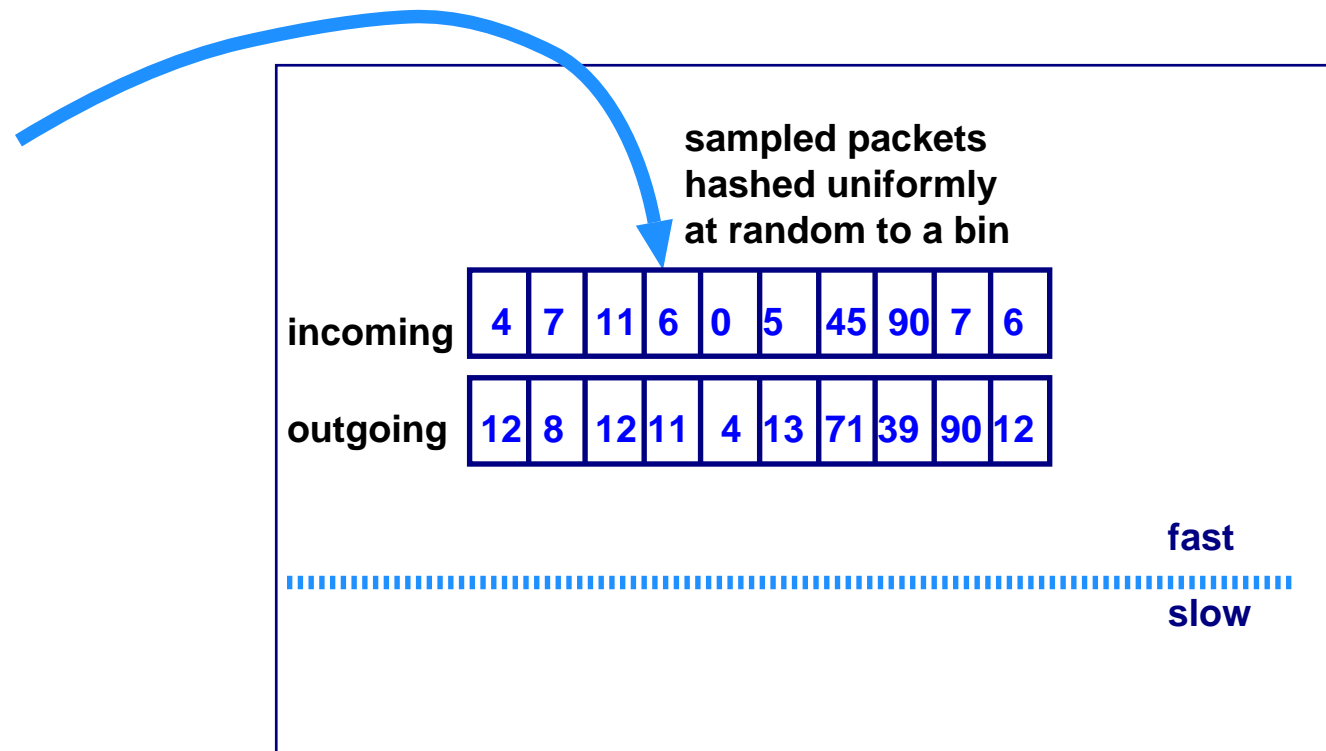 sampled packets
hashed uniformly
at random to a bin
incoming 4 7 11 6 0 5 45 90 7 6
outgoing 12 8 12 11 4 13 71 39 90 12
fast
slow